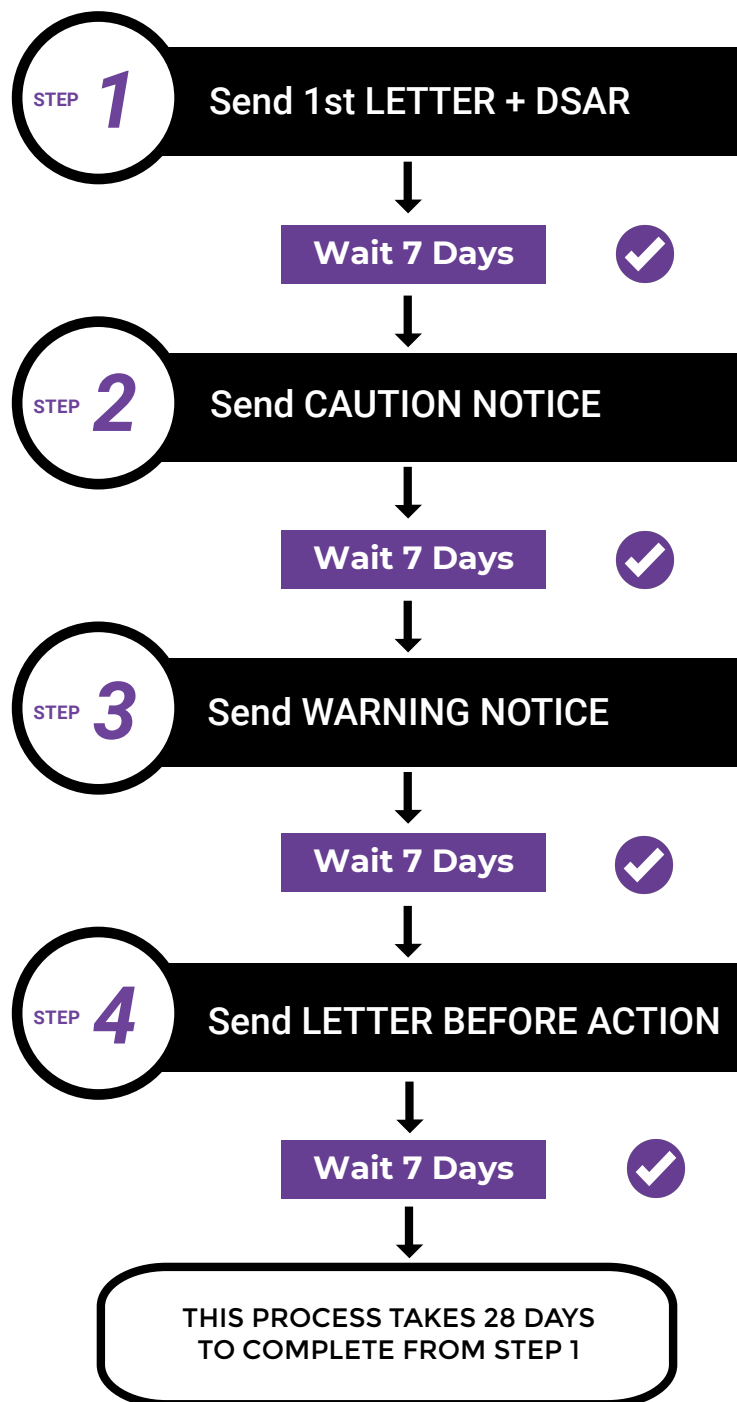 STEP 1
Send 1st LETTER + DSAR
Wait 7 Days
STEP 2
Send CAUTION NOTICE
Wait 7 Days
STEP 3
Send WARNING NOTICE
Wait 7 Days
STEP 4
Send LETTER BEFORE ACTION
Wait 7 Days
THIS PROCESS TAKES 28 DAYS
TO COMPLETE FROM STEP 1